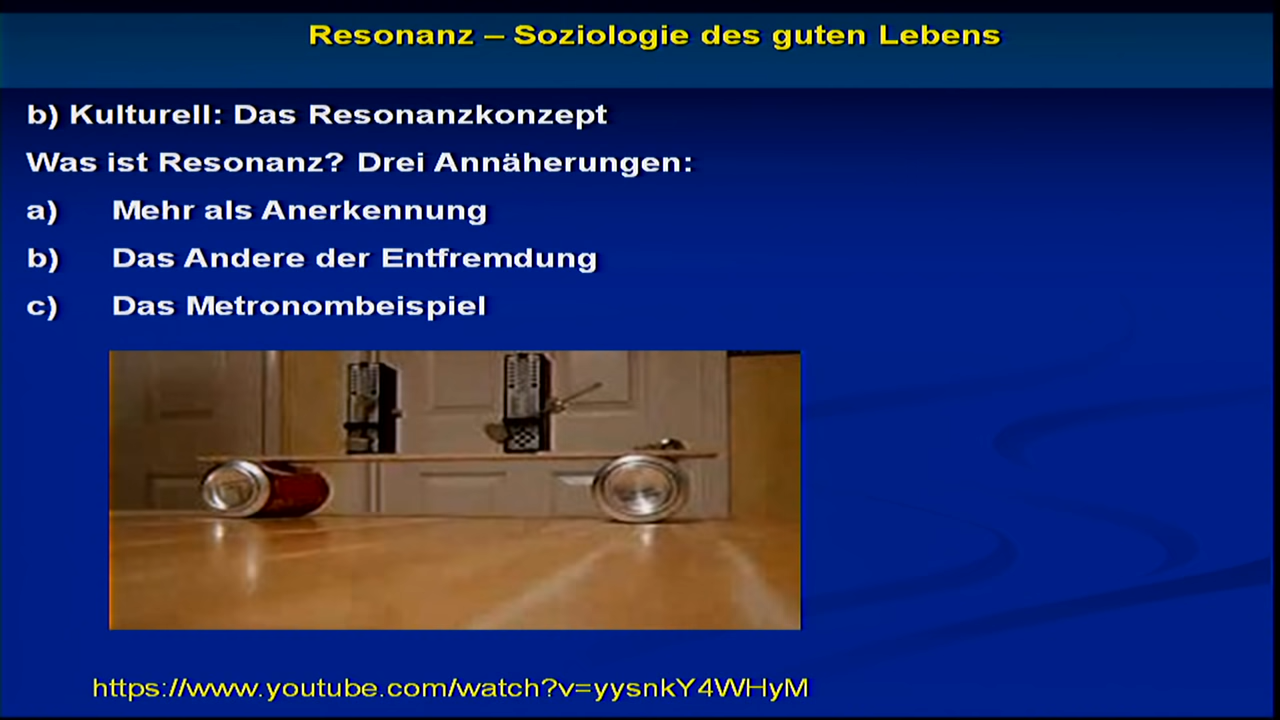 Resonanz – Soziologie des guten Lebens
b) Kulturell: Das Resonanzkonzept
Was ist Resonanz? Drei Annäherungen:
a) Mehr als Anerkennung
b) Das Andere der Entfremdung
c) Das Metronombeispiel
https://www.youtube.com/watch?v=yysnkY4WHyM